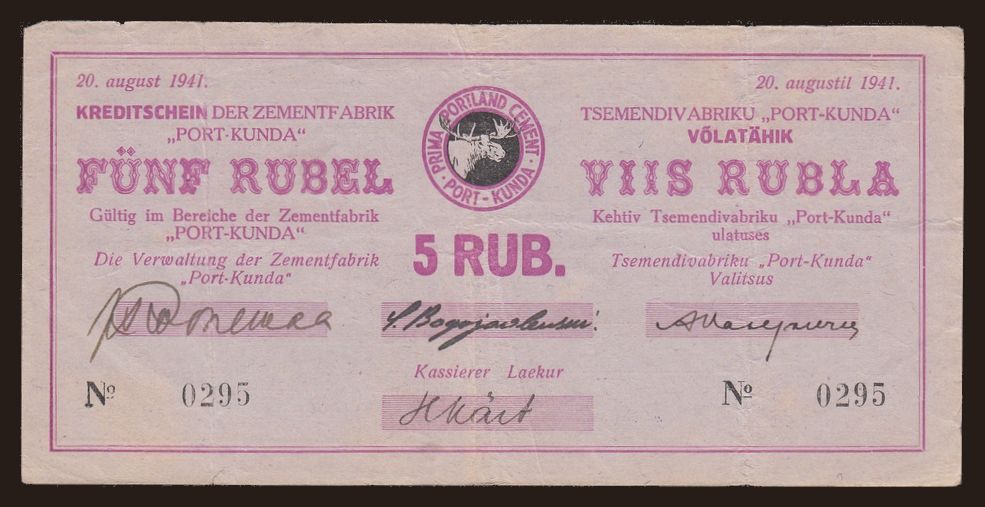 20. august 1941.
KREDITSCHEIN DER ZEMENTFABRIK
„PORT-KUNDA“
FÜNF RUBEL
Gültig im Bereiche der Zementfabrik
„PORT-KUNDA“
Die Verwaltung der Zementfabrik
„Port-Kunda“
PRIMA PORTLAND CEMENT
· PORT-KUNDA ·
5 RUB.
20. augustil 1941.
TSEMENDIVABRIKU „PORT-KUNDA“
VÕLATÄHIK
VIIS RUBLA
Kehtiv Tsemendivabriku „Port-Kunda“
ulatuses
Tsemendivabriku „Port-Kunda“
Valitsus
Kassierer Laekur
HKärt
№ 0295
№ 0295